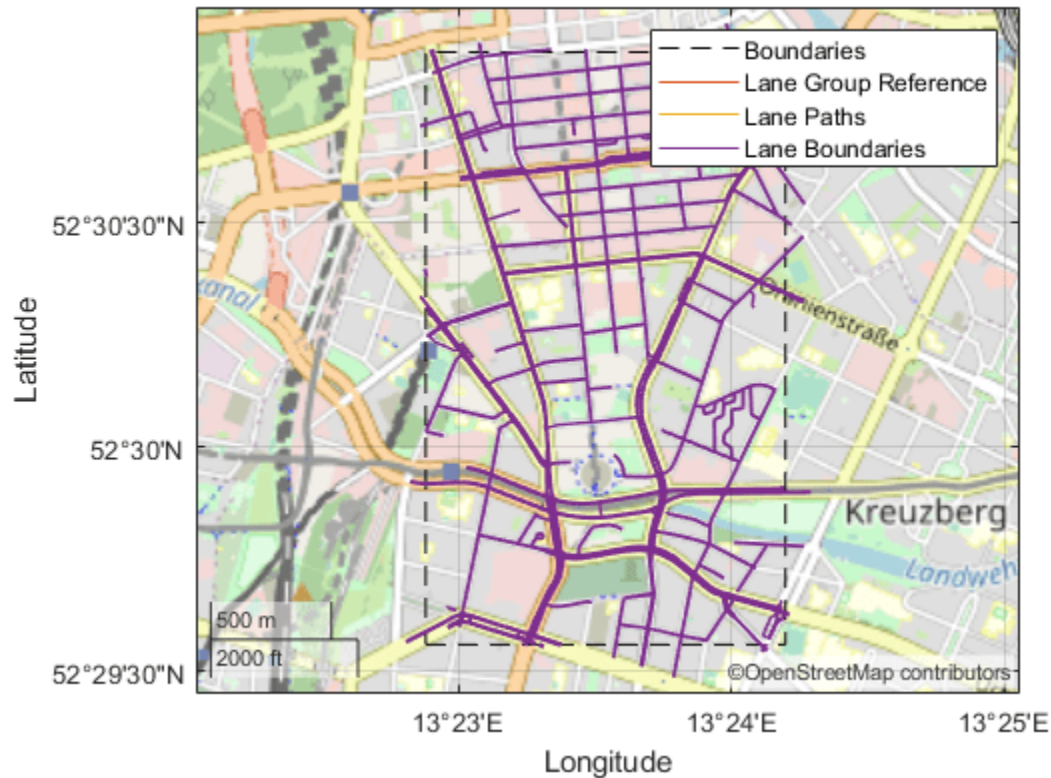 Boundaries
Lane Group Reference
Lane Paths
Lane Boundaries
52°30'30"N
52°30'N
52°29'30"N
Latitude
kanal
Oranienstraße
Kreuzberg
Landweh
500 m
2000 ft
©OpenStreetMap contributors
13°23'E
13°24'E
13°25'E
Longitude